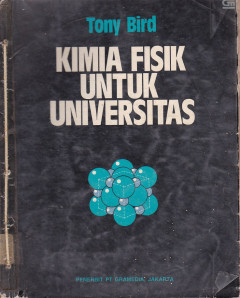 Tony Bird
KIMIA FISIK
UNTUK
UNIVERSITAS
PENERBIT PT GRAMEDIA, JAKARTA